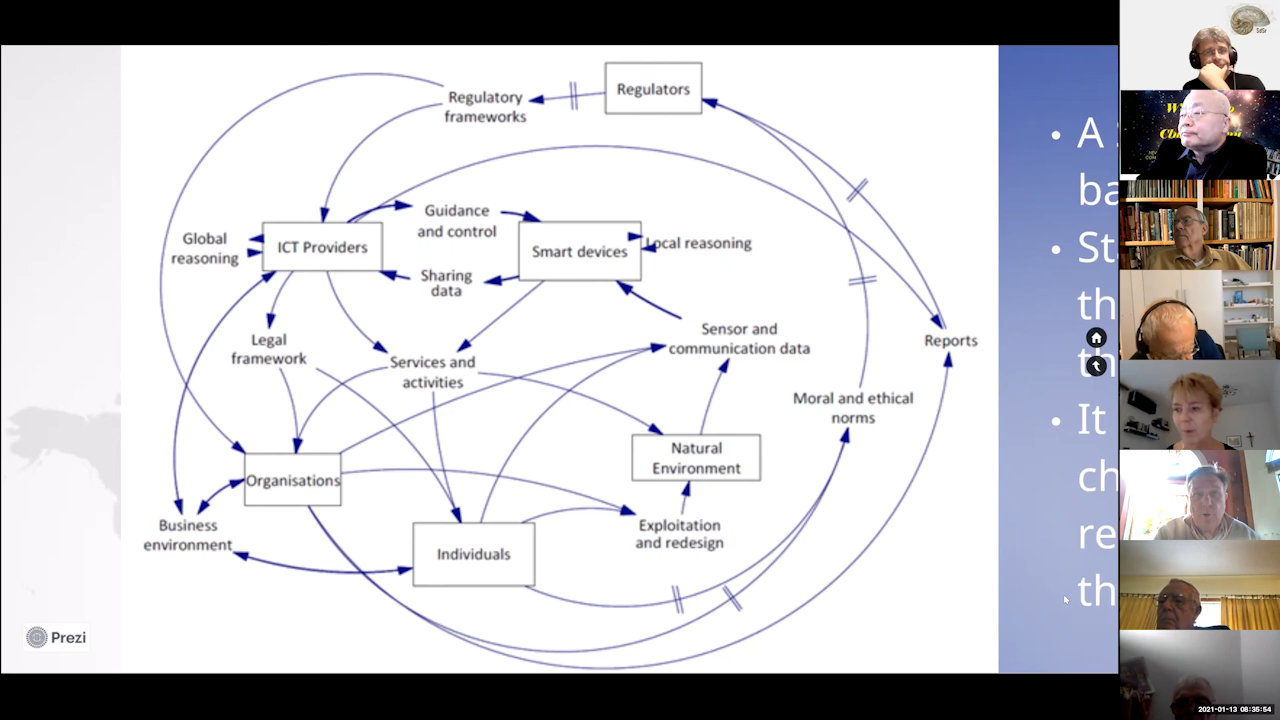 Regulatory
frameworks
Regulators
Guidance
and control
Global
reasoning
ICT Providers
Smart devices
Local reasoning
Sharing
data
Legal
framework
Services and
activities
Sensor and
communication data
Reports
Moral and ethical
norms
Organisations
Natural
Environment
Business
environment
Individuals
Exploitation
and redesign
Prezi
• A
ba
• St
th
th
• It
ch
re
th
2021-01-13 08:35:54